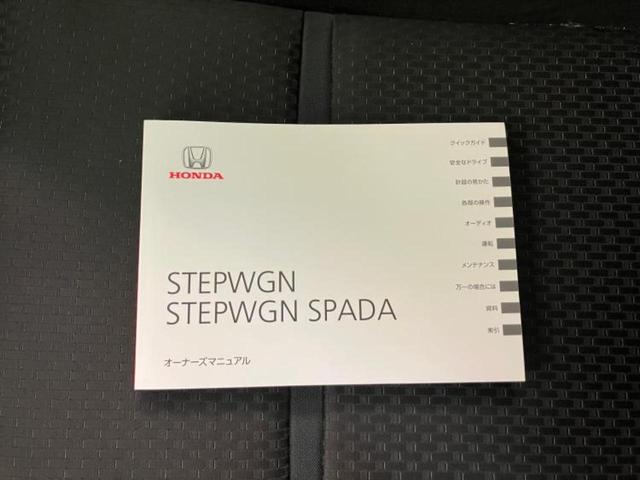 HONDA
STEPWGN
STEPWGN SPADA
オーナーズマニュアル
クイックガイド
安全なドライブ
計器の見かた
各部の操作
オーディオ
運転
メンテナンス
万一の場合には
資料
索引